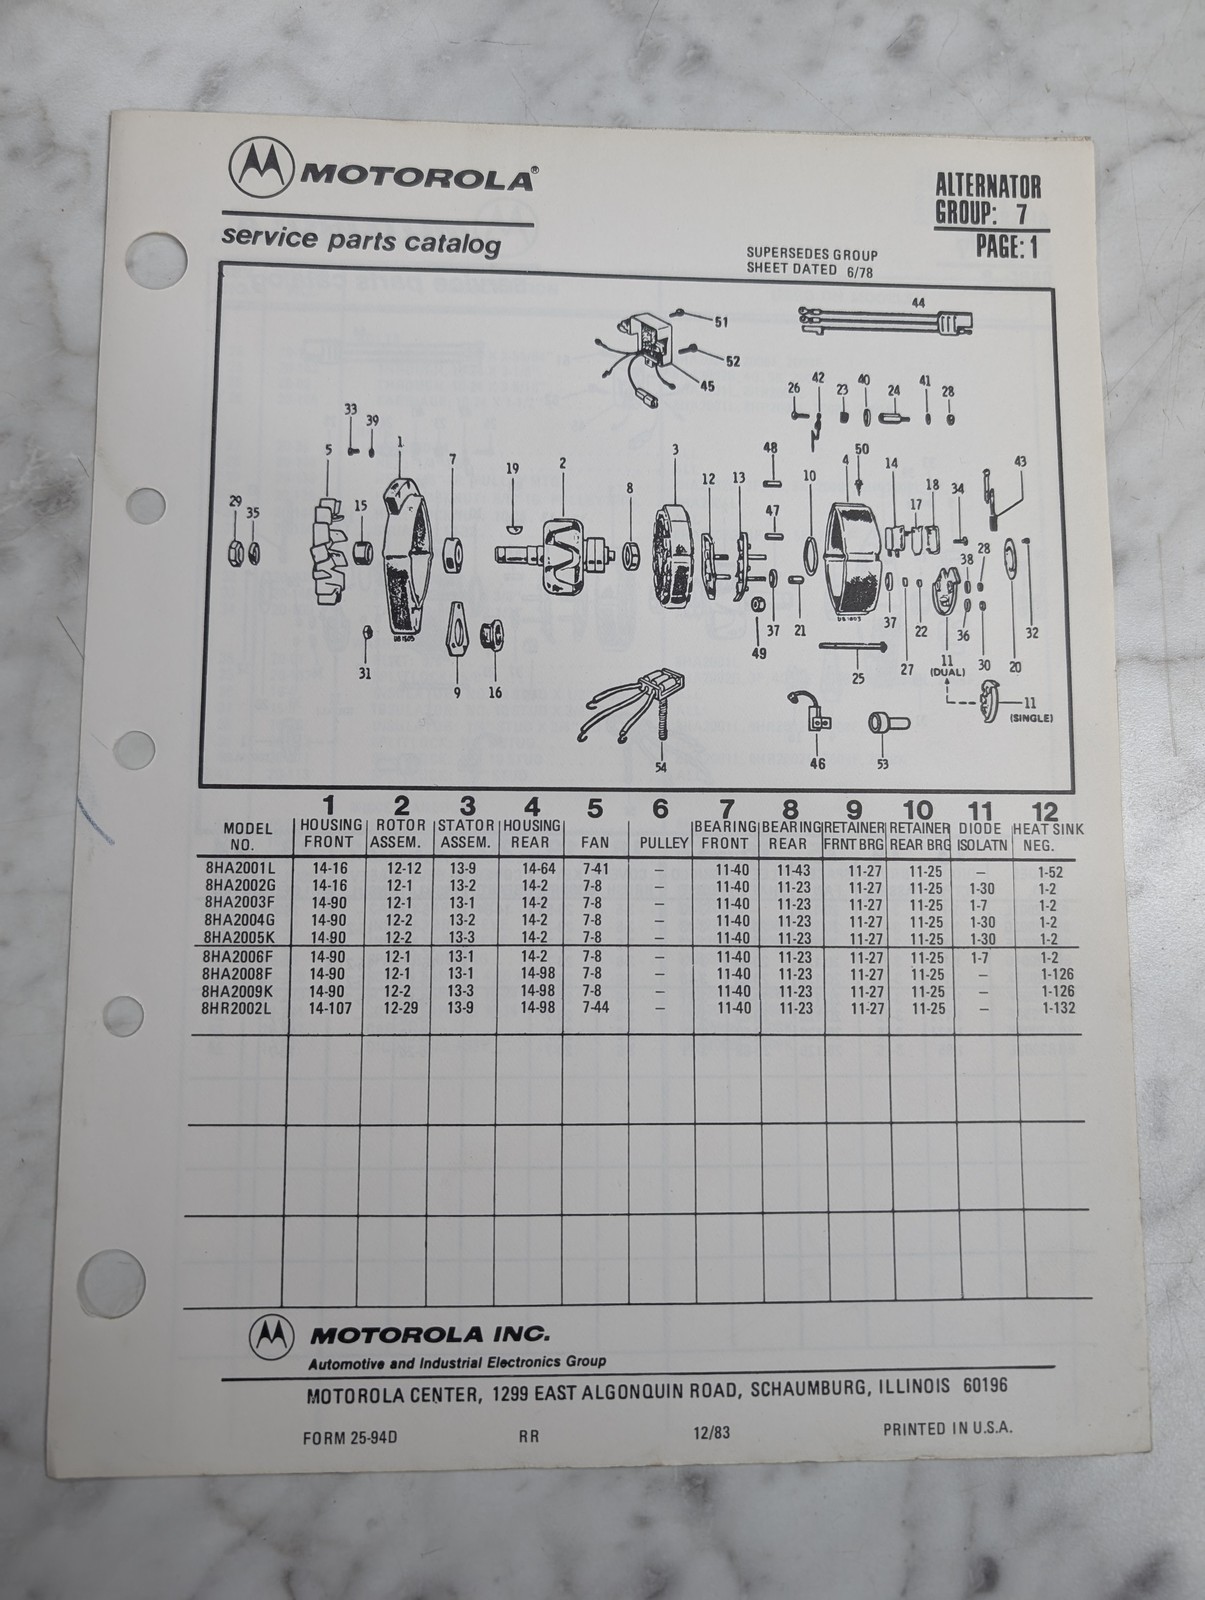 MOTOROLA®
service parts catalog
ALTERNATOR
GROUP: 7
PAGE: 1
SUPERSEDES GROUP
SHEET DATED 6/78
44
51
52
45
26 42 23 40 24 41 28
33 39
5 1 7 19 2 8 3 12 13 48 10 4 50 14 17 18 34 43
29 35 15 47
38 28
31 9 16 49 37 21 25 37 27 22 11 36 30 20 32
(DUAL)
11
(SINGLE)
54 46 53
1 2 3 4 5 6 7 8 9 10 11 12
MODEL NO. HOUSING FRONT ROTOR ASSEM. STATOR ASSEM. HOUSING REAR FAN PULLEY BEARING FRONT BEARING REAR RETAINER FRNT BRG RETAINER REAR BRG DIODE ISOLATN HEAT SINK NEG.
8HA2001L 14-16 12-12 13-9 14-64 7-41 – 11-40 11-43 11-27 11-25 – 1-52
8HA2002G 14-16 12-1 13-2 14-2 7-8 – 11-40 11-23 11-27 11-25 1-30 1-2
8HA2003F 14-90 12-1 13-1 14-2 7-8 – 11-40 11-23 11-27 11-25 1-7 1-2
8HA2004G 14-90 12-2 13-2 14-2 7-8 – 11-40 11-23 11-27 11-25 1-30 1-2
8HA2005K 14-90 12-2 13-3 14-2 7-8 – 11-40 11-23 11-27 11-25 1-30 1-2
8HA2006F 14-90 12-1 13-1 14-2 7-8 – 11-40 11-23 11-27 11-25 1-7 1-2
8HA2008F 14-90 12-1 13-1 14-98 7-8 – 11-40 11-23 11-27 11-25 – 1-126
8HA2009K 14-90 12-2 13-3 14-98 7-8 – 11-40 11-23 11-27 11-25 – 1-126
8HR2002L 14-107 12-29 13-9 14-98 7-44 – 11-40 11-23 11-27 11-25 – 1-132
MOTOROLA INC.
Automotive and Industrial Electronics Group
MOTOROLA CENTER, 1299 EAST ALGONQUIN ROAD, SCHAUMBURG, ILLINOIS 60196
FORM 25-94D RR 12/83 PRINTED IN U.S.A.